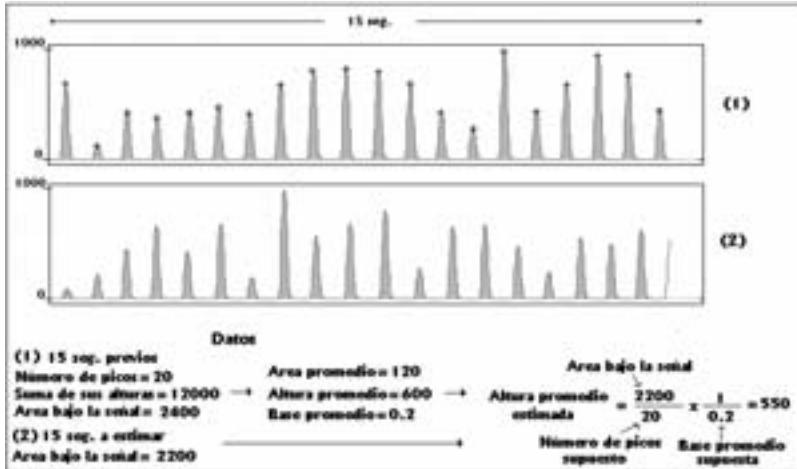 15 seg.
1000
0
(1)
1000
0
(2)
Datos
(1) 15 seg. previos
Número de picos = 20
Suma de sus alturas = 12000
Area bajo la señal = 2400
Area promedio = 120
Altura promedio = 600
Base promedio = 0.2
Area bajo la señal
Altura promedio estimada = 2200/20 x 1/0.2 = 550
Número de picos supuesto
Base promedio supuesta
(2) 15 seg. a estimar
Area bajo la señal = 2200